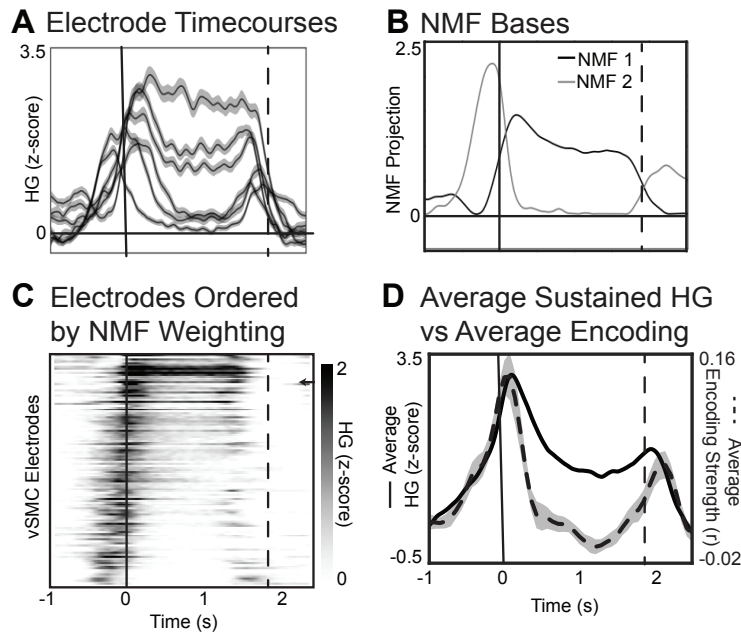 A Electrode Timecourses
3.5
HG (z-score)
0
B NMF Bases
2.5
NMF Projection
0
NMF 1
NMF 2
C Electrodes Ordered
by NMF Weighting
vSMC Electrodes
2
HG (z-score)
0
-1 0 1 2
Time (s)
D Average Sustained HG
vs Average Encoding
3.5
Average
HG (z-score)
-0.5
0.16
Average
Encoding Strength (r)
-0.02
-1 0 1 2
Time (s)